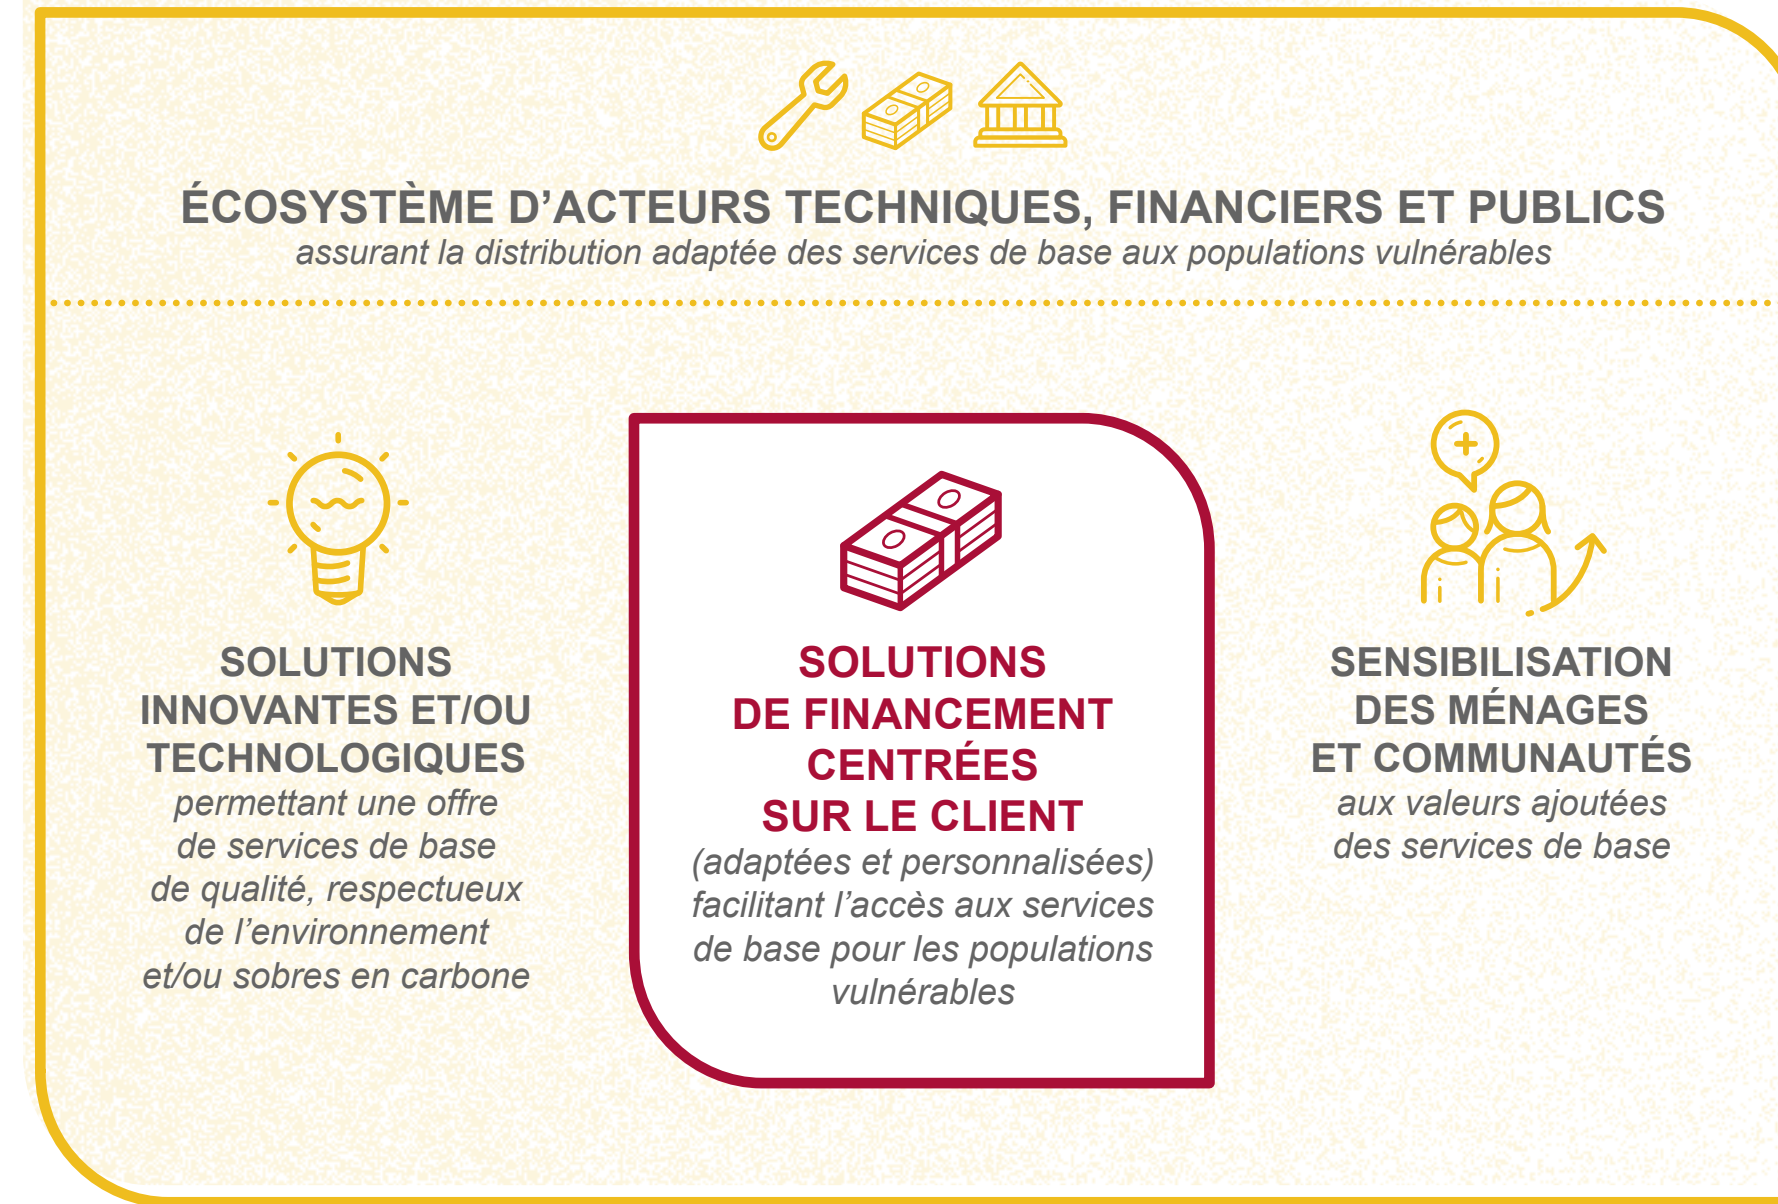 ÉCOSYSTÈME D’ACTEURS TECHNIQUES, FINANCIERS ET PUBLICS
assurant la distribution adaptée des services de base aux populations vulnérables
SOLUTIONS
INNOVANTES ET/OU
TECHNOLOGIQUES
permettant une offre
de services de base
de qualité, respectueux
de l’environnement
et/ou sobres en carbone
SOLUTIONS
DE FINANCEMENT
CENTRÉES
SUR LE CLIENT
(adaptées et personnalisées)
facilitant l’accès aux services
de base pour les populations
vulnérables
SENSIBILISATION
DES MÉNAGES
ET COMMUNAUTÉS
aux valeurs ajoutées
des services de base